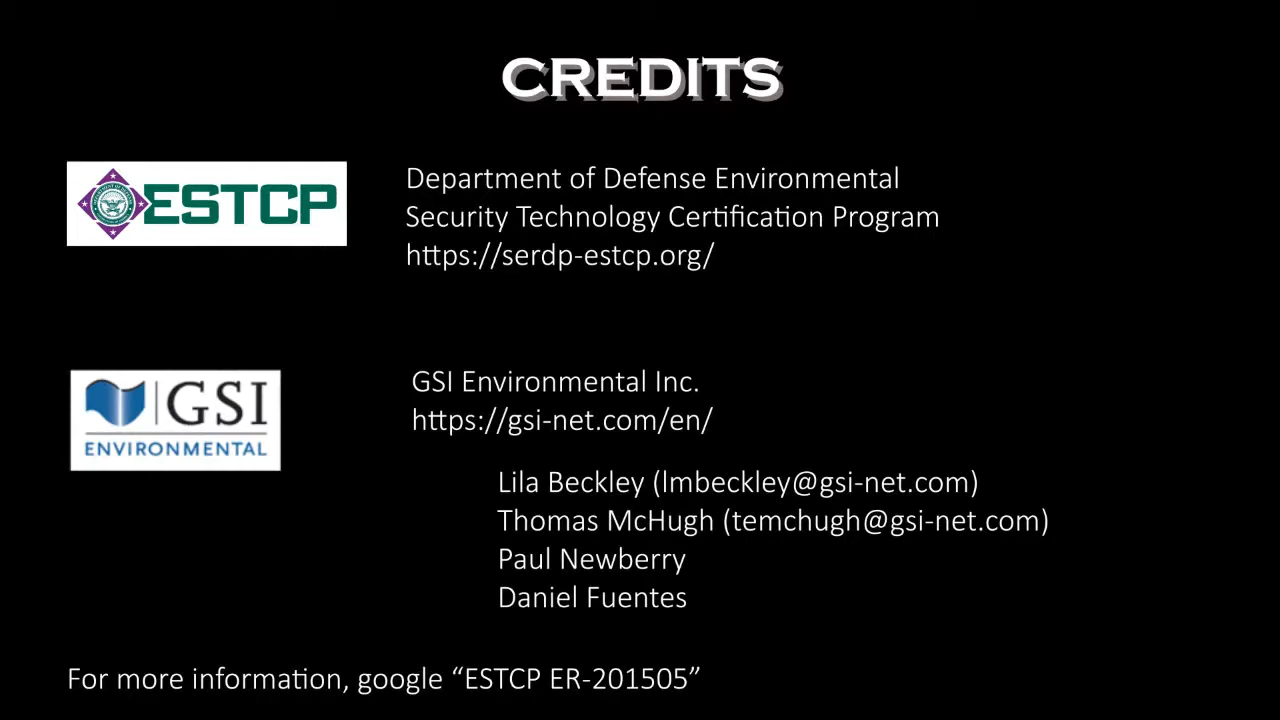 CREDITS
ESTCP
Department of Defense Environmental
Security Technology Certification Program
https://serdp-estcp.org/
GSI
ENVIRONMENTAL
GSI Environmental Inc.
https://gsi-net.com/en/
Lila Beckley (lmbeckley@gsi-net.com)
Thomas McHugh (temchugh@gsi-net.com)
Paul Newberry
Daniel Fuentes
For more information, google “ESTCP ER-201505”